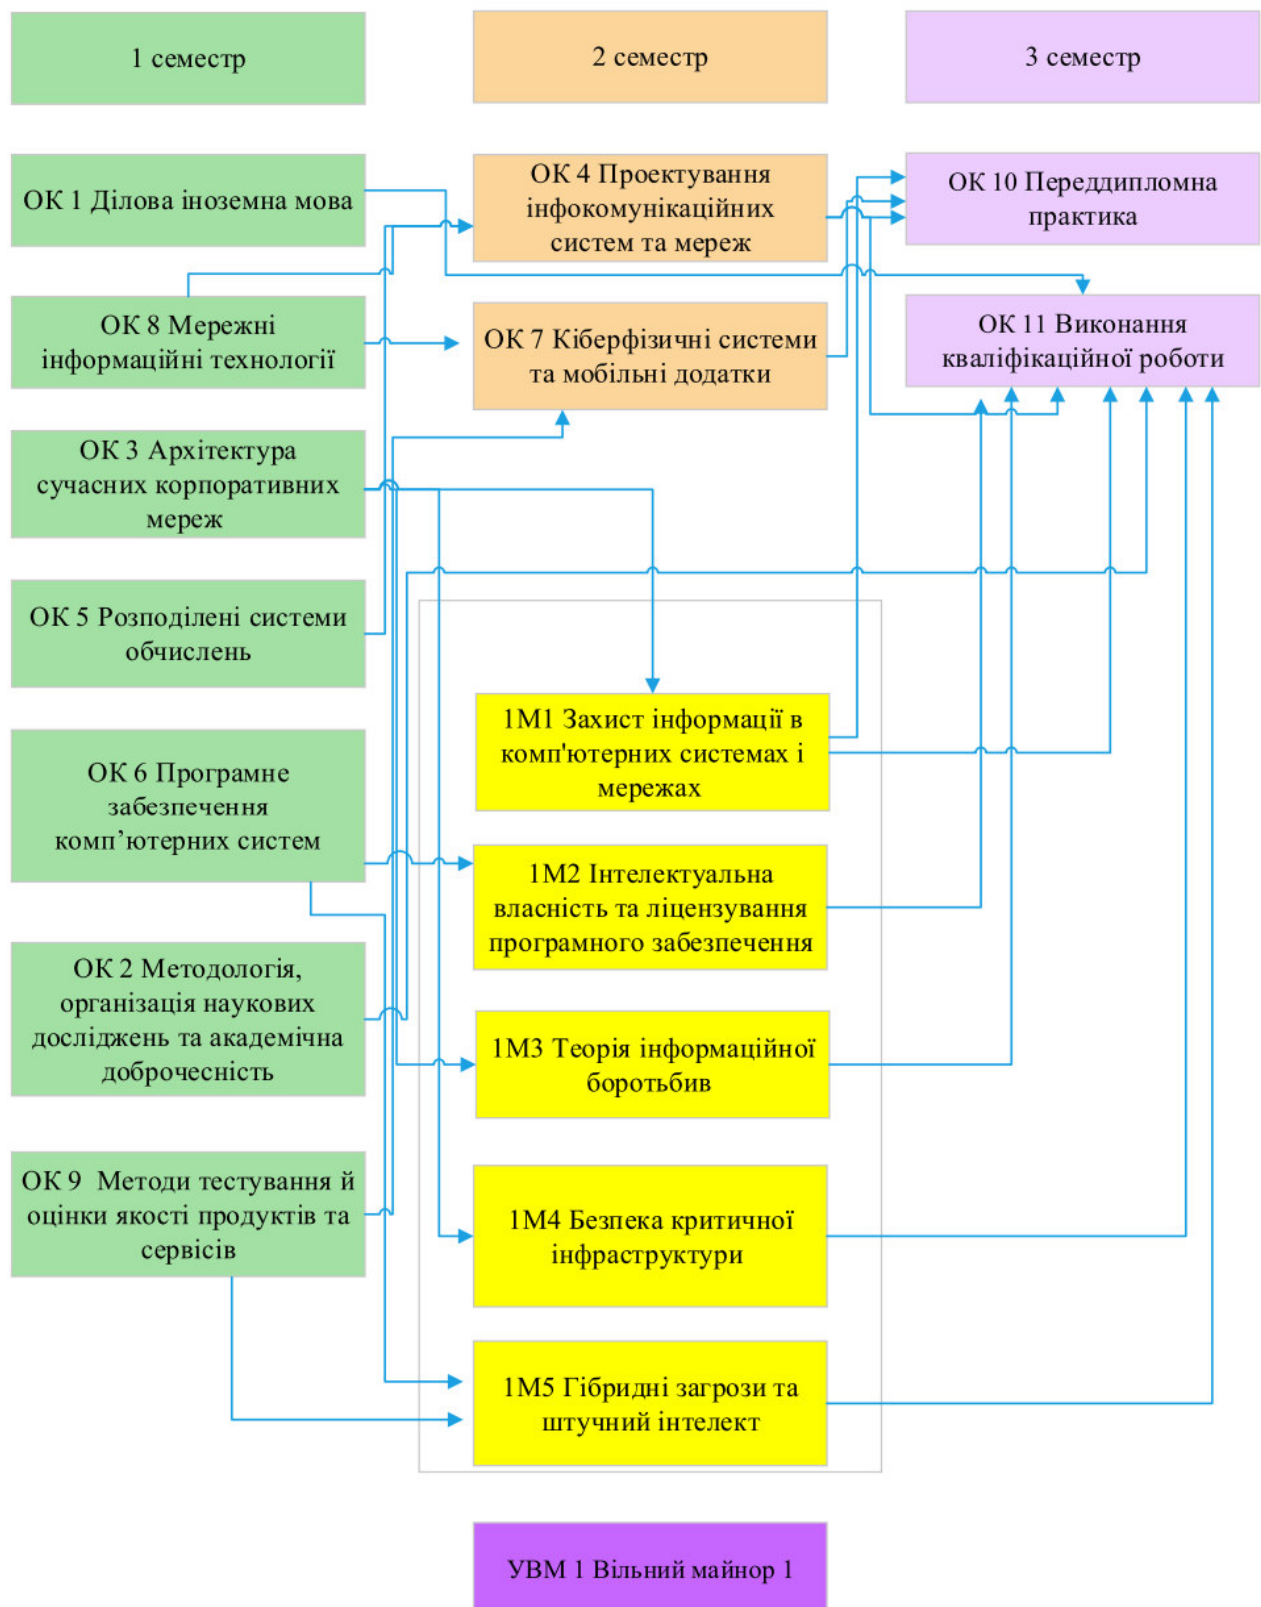 1 семестр
2 семестр
3 семестр
ОК 1 Ділова іноземна мова
ОК 4 Проектування
інфокомунікаційних
систем та мереж
ОК 10 Переддипломна
практика
ОК 8 Мережні
інформаційні технології
ОК 7 Кіберфізичні системи
та мобільні додатки
ОК 11 Виконання
кваліфікаційної роботи
ОК 3 Архітектура
сучасних корпоративних
мереж
ОК 5 Розподілені системи
обчислень
1М1 Захист інформації в
комп'ютерних системах і
мережах
ОК 6 Програмне
забезпечення
комп’ютерних систем
1М2 Інтелектуальна
власність та ліцензування
програмного забезпечення
ОК 2 Методологія,
організація наукових
досліджень та академічна
доброчесність
1М3 Теорія інформаційної
боротьбив
ОК 9 Методи тестування й
оцінки якості продуктів та
сервісів
1М4 Безпека критичної
інфраструктури
1М5 Гібридні загрози та
штучний інтелект
УВМ 1 Вільний майнор 1